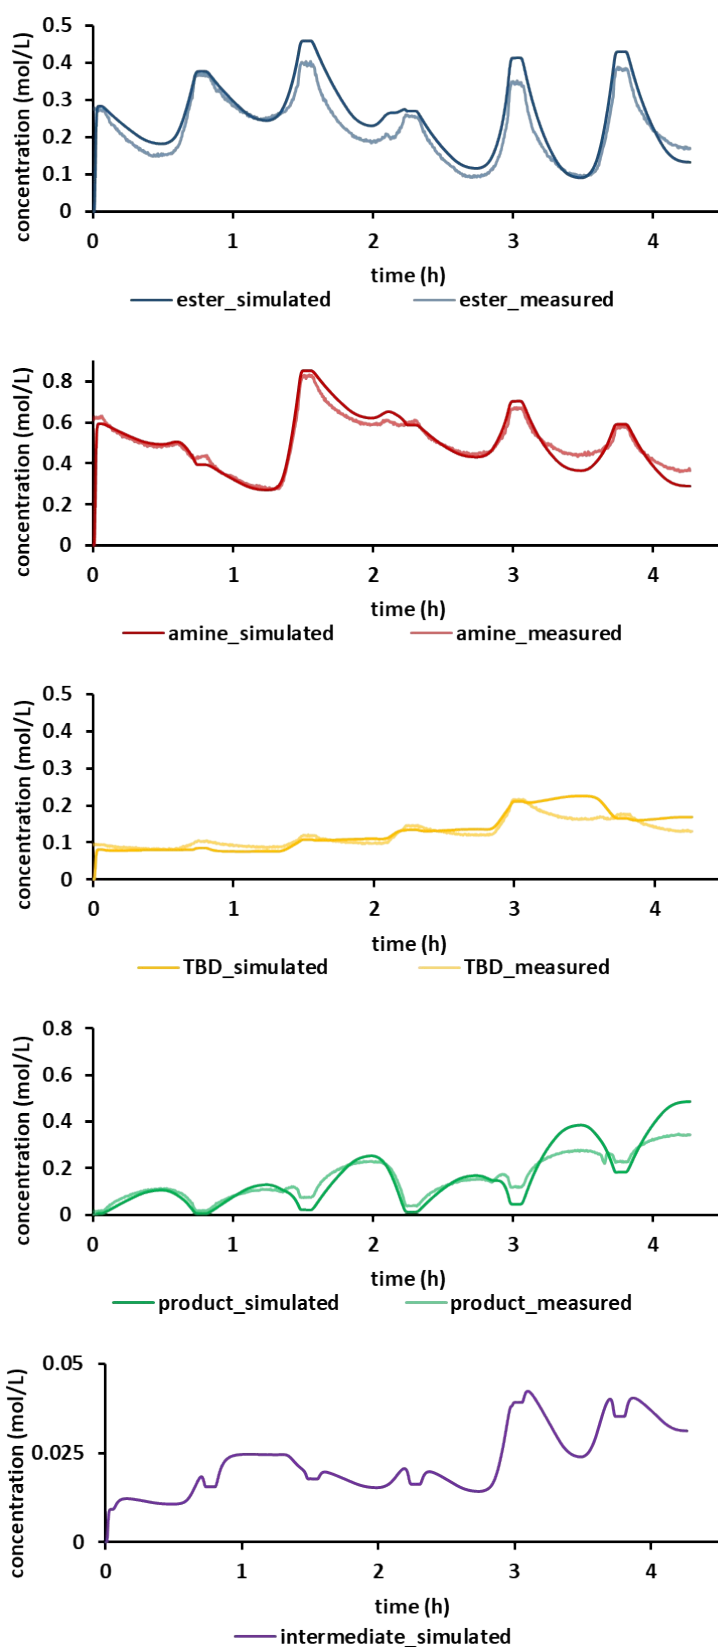 concentration (mol/L)
0.5
0.4
0.3
0.2
0.1
0
0 1 2 3 4
time (h)
ester_simulated ester_measured
concentration (mol/L)
0.8
0.6
0.4
0.2
0
0 1 2 3 4
time (h)
amine_simulated amine_measured
concentration (mol/L)
0.5
0.4
0.3
0.2
0.1
0
0 1 2 3 4
time (h)
TBD_simulated TBD_measured
concentration (mol/L)
0.8
0.6
0.4
0.2
0
0 1 2 3 4
time (h)
product_simulated product_measured
concentration (mol/L)
0.05
0.025
0
0 1 2 3 4
time (h)
intermediate_simulated